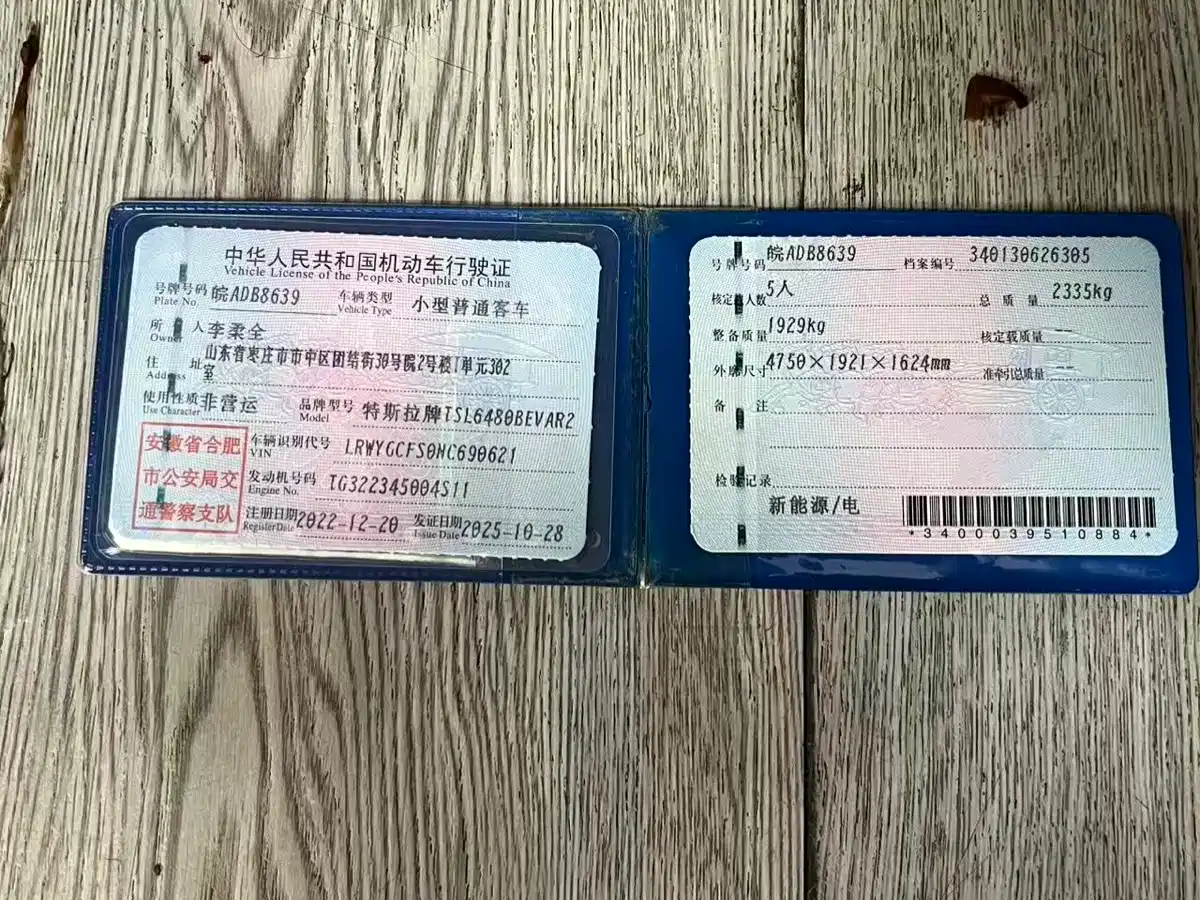 中华人民共和国机动车行驶证
Vehicle License of the People's Republic of China
号牌号码 皖ADB8639 车辆类型 小型普通客车
Plate No. Vehicle Type
所有人 李柔全
Owner
住址 山东省枣庄市市中区团结街30号院2号楼1单元302
Address 室
使用性质 非营运 品牌型号 特斯拉牌TSL6480BEVAR2
Use Character Model
安徽省合肥
市公安局交
通警察支队
车辆识别代号 LRWYGCFS0NC690621
VIN
发动机号码 TG322345004S11
Engine No.
注册日期 2022-12-20 发证日期 2025-10-28
Register Date Issue Date
号牌号码 皖ADB8639 档案编号 340130626305
核定载人数 5人 总质量 2335kg
整备质量 1929kg 核定载质量 --
外廓尺寸 4750×1921×1624mm 准牵引总质量 --
备注
检验记录
新能源/电
*3400039510884*